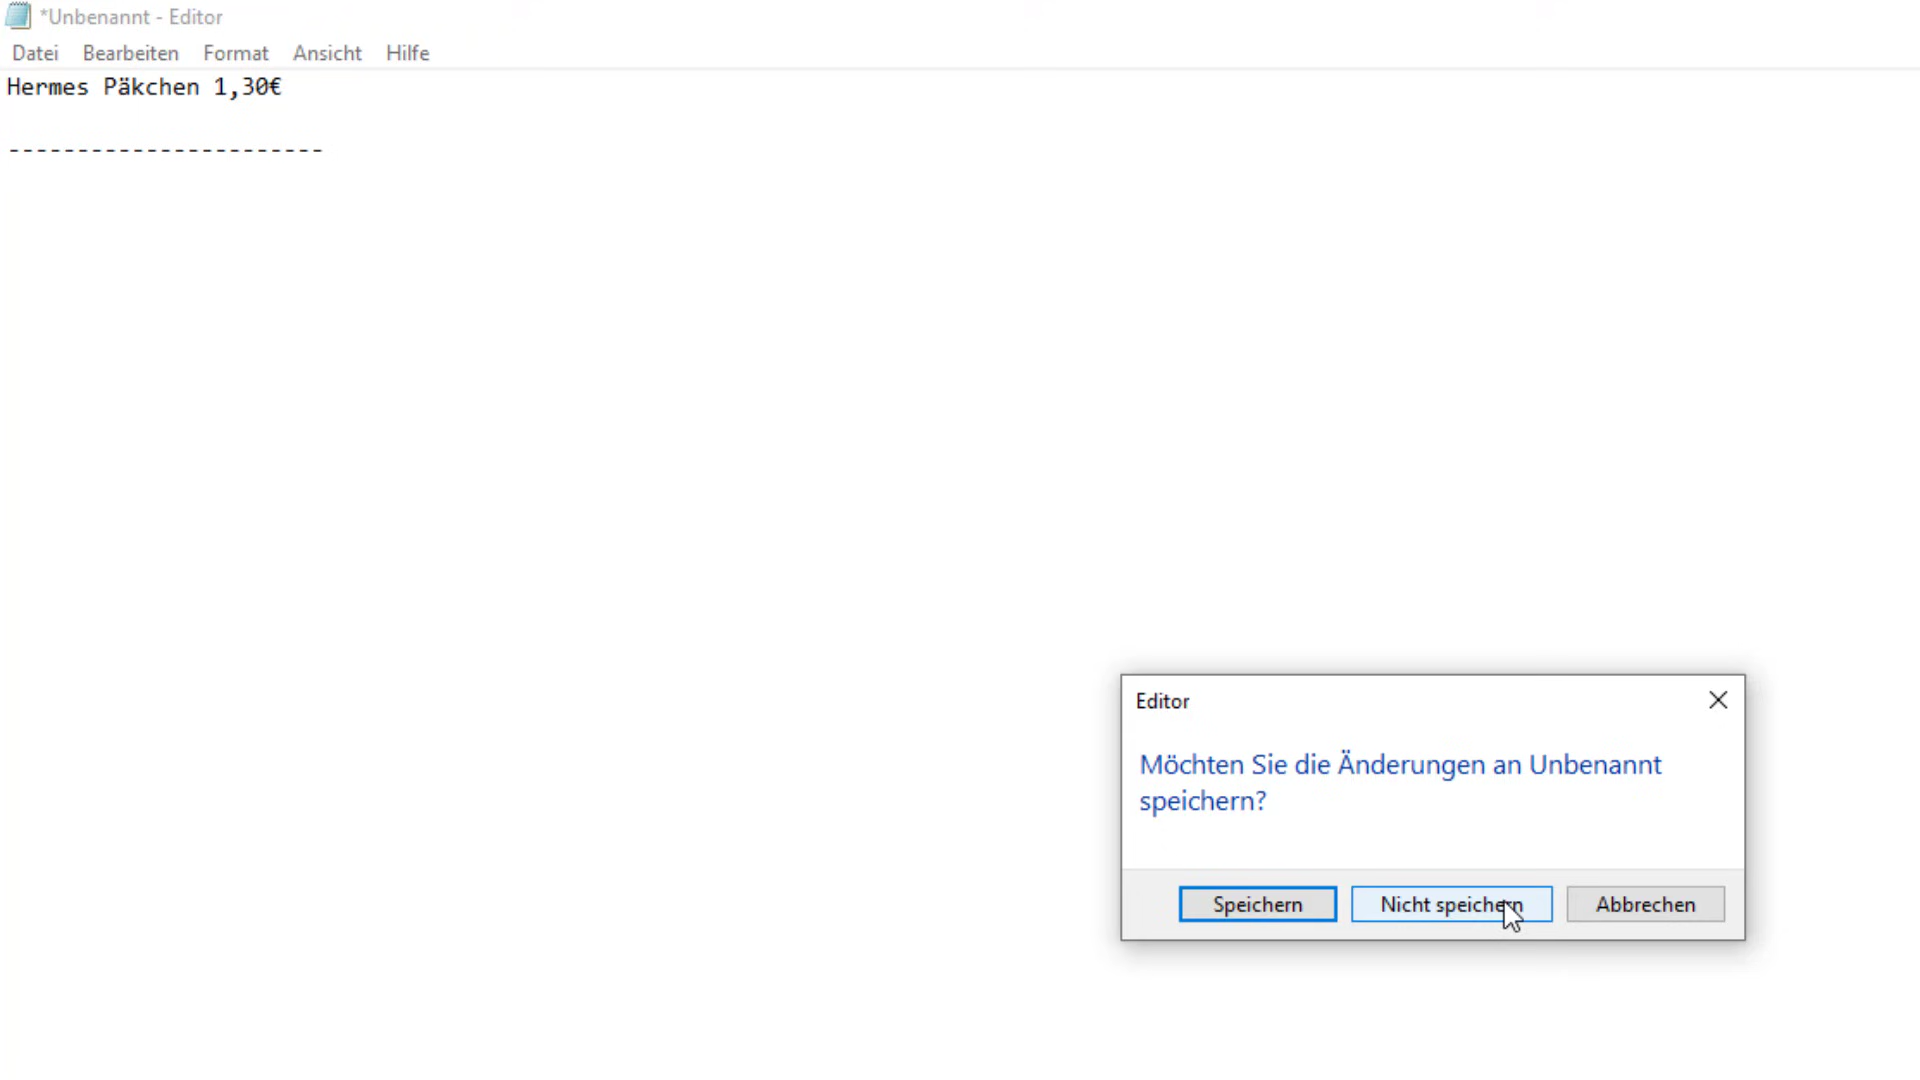 *Unbenannt - Editor
Datei Bearbeiten Format Ansicht Hilfe
Hermes Päkchen 1,30€
-----------------------
Editor
Möchten Sie die Änderungen an Unbenannt
speichern?
Speichern Nicht speichern Abbrechen